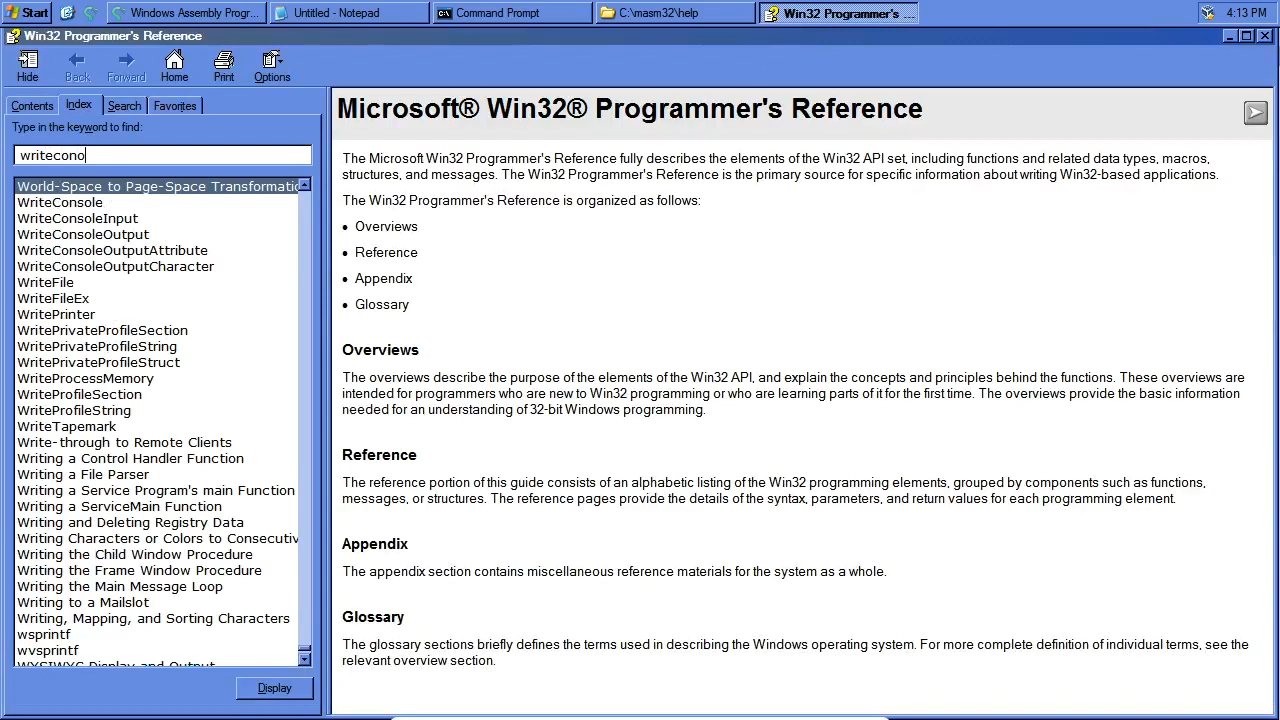 Start
Windows Assembly Progr...
Untitled - Notepad
Command Prompt
C:\masm32\help
Win32 Programmer's ...
4:13 PM
Win32 Programmer's Reference
Hide
Back
Forward
Home
Print
Options
Contents
Index
Search
Favorites
Type in the keyword to find:
writecono
World-Space to Page-Space Transformatio
WriteConsole
WriteConsoleInput
WriteConsoleOutput
WriteConsoleOutputAttribute
WriteConsoleOutputCharacter
WriteFile
WriteFileEx
WritePrinter
WritePrivateProfileSection
WritePrivateProfileString
WritePrivateProfileStruct
WriteProcessMemory
WriteProfileSection
WriteProfileString
WriteTapemark
Write-through to Remote Clients
Writing a Control Handler Function
Writing a File Parser
Writing a Service Program's main Function
Writing a ServiceMain Function
Writing and Deleting Registry Data
Writing Characters or Colors to Consecutiv
Writing the Child Window Procedure
Writing the Frame Window Procedure
Writing the Main Message Loop
Writing to a Mailslot
Writing, Mapping, and Sorting Characters
wsprintf
wvsprintf
WYSIWYG Display and Output
Display
Microsoft® Win32® Programmer's Reference
The Microsoft Win32 Programmer's Reference fully describes the elements of the Win32 API set, including functions and related data types, macros,
structures, and messages. The Win32 Programmer's Reference is the primary source for specific information about writing Win32-based applications.
The Win32 Programmer's Reference is organized as follows:
• Overviews
• Reference
• Appendix
• Glossary
Overviews
The overviews describe the purpose of the elements of the Win32 API, and explain the concepts and principles behind the functions. These overviews are
intended for programmers who are new to Win32 programming or who are learning parts of it for the first time. The overviews provide the basic information
needed for an understanding of 32-bit Windows programming.
Reference
The reference portion of this guide consists of an alphabetic listing of the Win32 programming elements, grouped by components such as functions,
messages, or structures. The reference pages provide the details of the syntax, parameters, and return values for each programming element.
Appendix
The appendix section contains miscellaneous reference materials for the system as a whole.
Glossary
The glossary sections briefly defines the terms used in describing the Windows operating system. For more complete definition of individual terms, see the
relevant overview section.